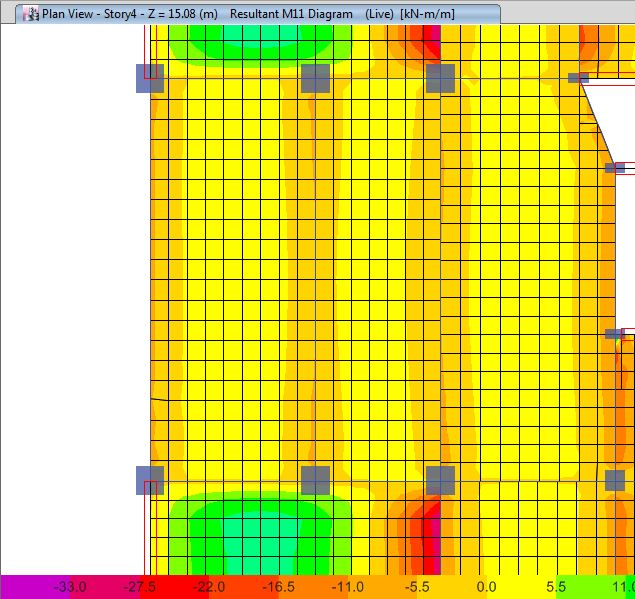 Plan View - Story4 - Z = 15.08 (m)    Resultant M11 Diagram    (Live)  [kN-m/m]
-33.0 -27.5 -22.0 -16.5 -11.0 -5.5 0.0 5.5 11.0